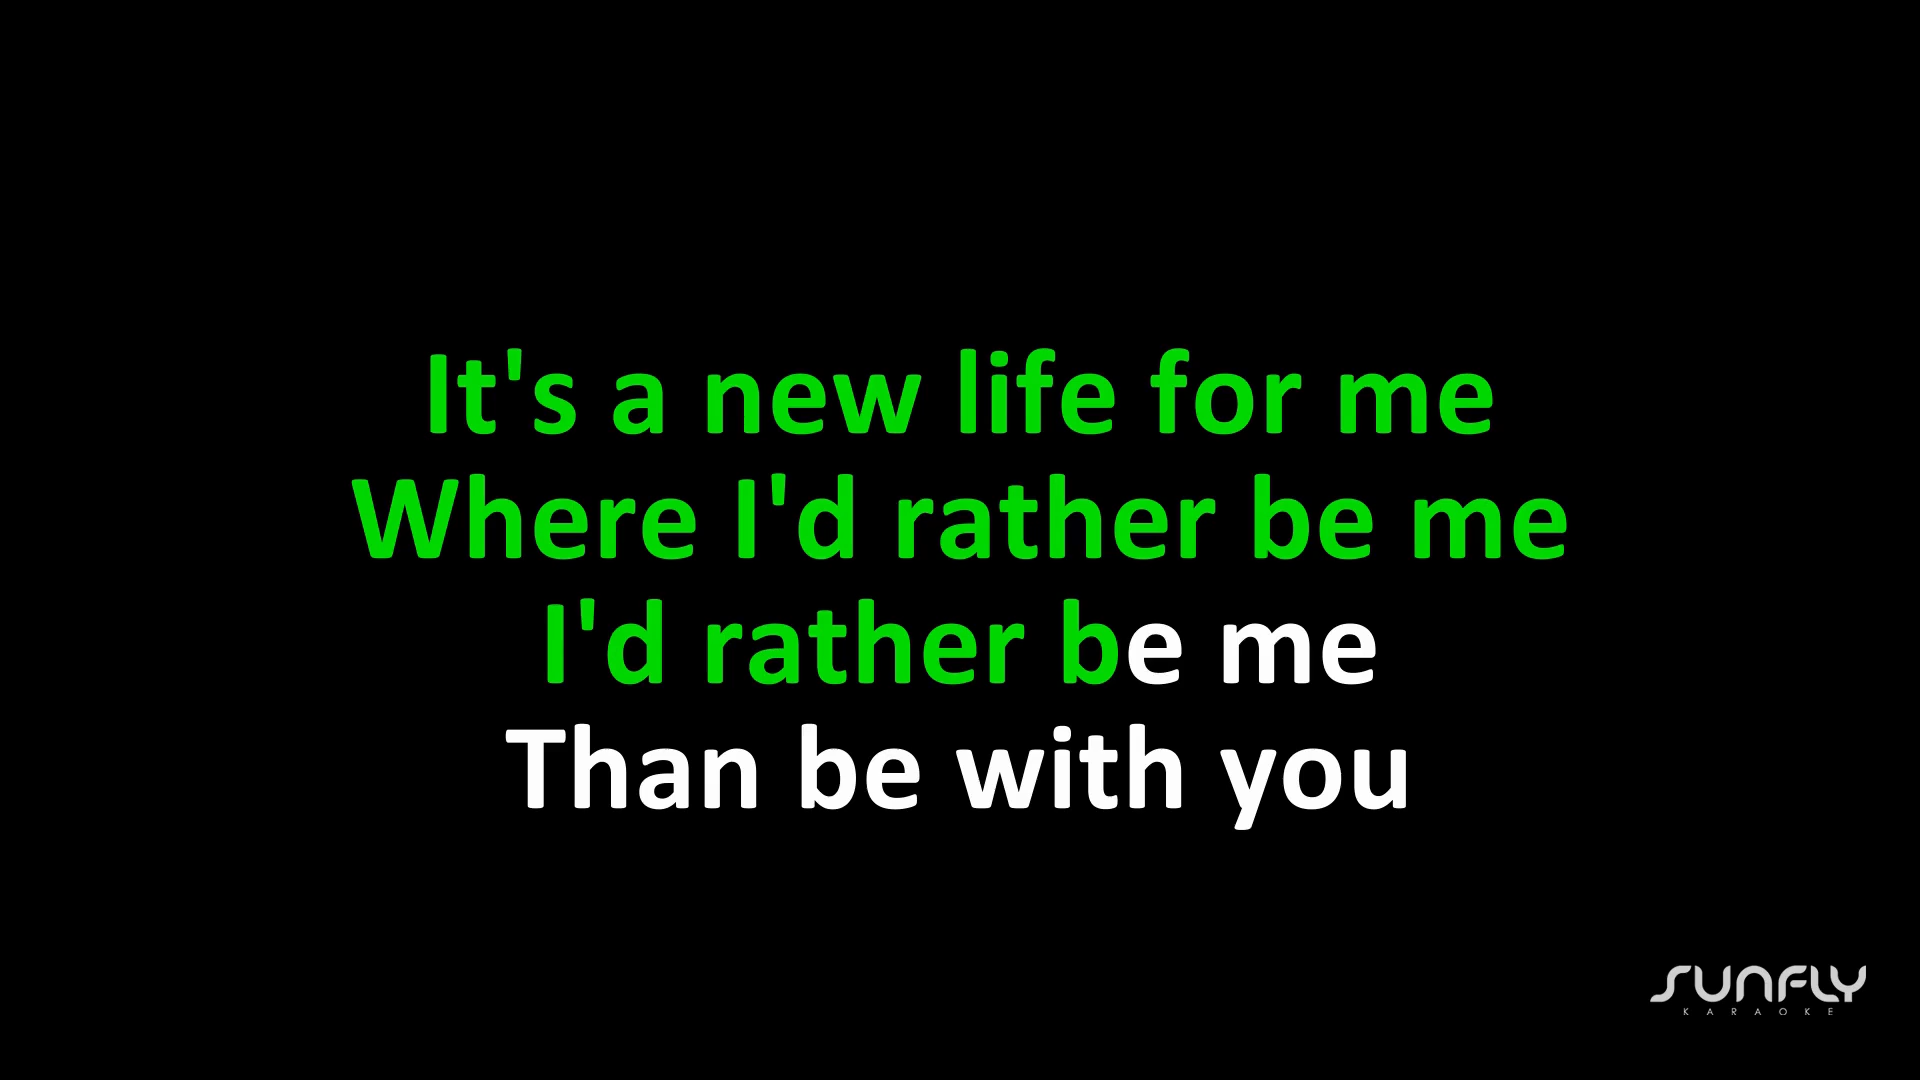 It's a new life for me
Where I'd rather be me
I'd rather be me
Than be with you
SUNFLY
KARAOKE